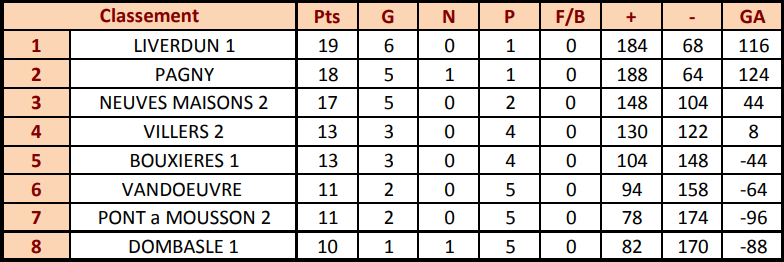 Classement Pts G N P F/B + - GA
1 LIVERDUN 1 19 6 0 1 0 184 68 116
2 PAGNY 18 5 1 1 0 188 64 124
3 NEUVES MAISONS 2 17 5 0 2 0 148 104 44
4 VILLERS 2 13 3 0 4 0 130 122 8
5 BOUXIERES 1 13 3 0 4 0 104 148 -44
6 VANDOEUVRE 11 2 0 5 0 94 158 -64
7 PONT a MOUSSON 2 11 2 0 5 0 78 174 -96
8 DOMBASLE 1 10 1 1 5 0 82 170 -88